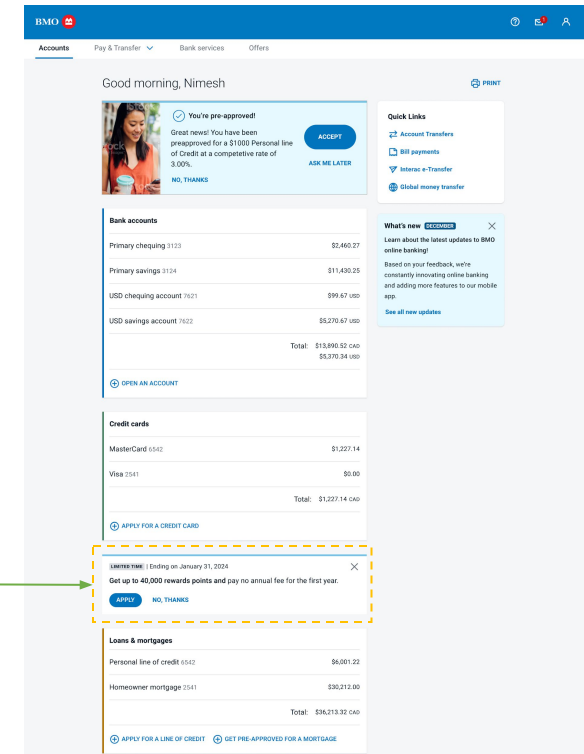 BMO
Accounts
Pay & Transfer
Bank services
Offers
Good morning, Nimesh
PRINT
You're pre-approved!
Great news! You have been
preapproved for a $1000 Personal line
of Credit at a competetive rate of
3.00%.
NO, THANKS
ACCEPT
ASK ME LATER
Quick Links
Account Transfers
Bill payments
Interac e-Transfer
Global money transfer
What's new DECEMBER
Learn about the latest updates to BMO
online banking!
Based on your feedback, we're
constantly innovating online banking
and adding more features to our mobile
app.
See all new updates
Bank accounts
Primary chequing 3123 $2,460.27
Primary savings 3124 $11,430.25
USD chequing account 7621 $99.67 USD
USD savings account 7622 $5,270.67 USD
Total: $13,890.52 CAD
$5,370.34 USD
OPEN AN ACCOUNT
Credit cards
MasterCard 6542 $1,227.14
Visa 2541 $0.00
Total: $1,227.14 CAD
APPLY FOR A CREDIT CARD
LIMITED TIME | Ending on January 31, 2024
Get up to 40,000 rewards points and pay no annual fee for the first year.
APPLY NO, THANKS
Loans & mortgages
Personal line of credit 6542 $6,001.22
Homeowner mortgage 2541 $30,212.00
Total: $36,213.32 CAD
APPLY FOR A LINE OF CREDIT GET PRE-APPROVED FOR A MORTGAGE